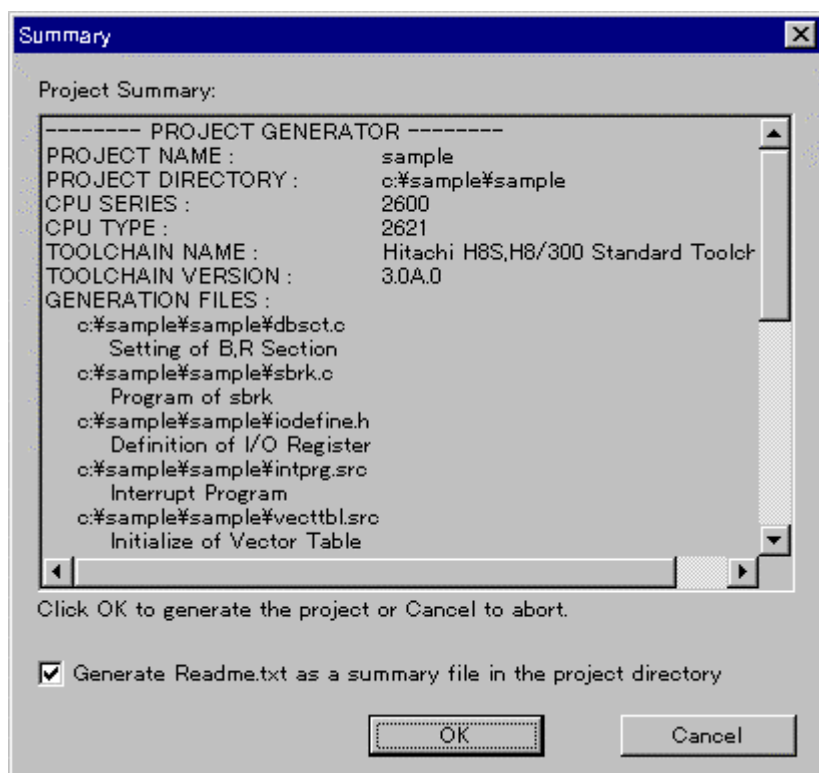 Summary
Project Summary:
-------- PROJECT GENERATOR --------
PROJECT NAME : sample
PROJECT DIRECTORY : c:¥sample¥sample
CPU SERIES : 2600
CPU TYPE : 2621
TOOLCHAIN NAME : Hitachi H8S,H8/300 Standard Toolch
TOOLCHAIN VERSION : 3.0A.0
GENERATION FILES :
c:¥sample¥sample¥dbsct.c
Setting of B,R Section
c:¥sample¥sample¥sbrk.c
Program of sbrk
c:¥sample¥sample¥iodefine.h
Definition of I/O Register
c:¥sample¥sample¥intprg.src
Interrupt Program
c:¥sample¥sample¥vecttbl.src
Initialize of Vector Table
Click OK to generate the project or Cancel to abort.
Generate Readme.txt as a summary file in the project directory
OK Cancel